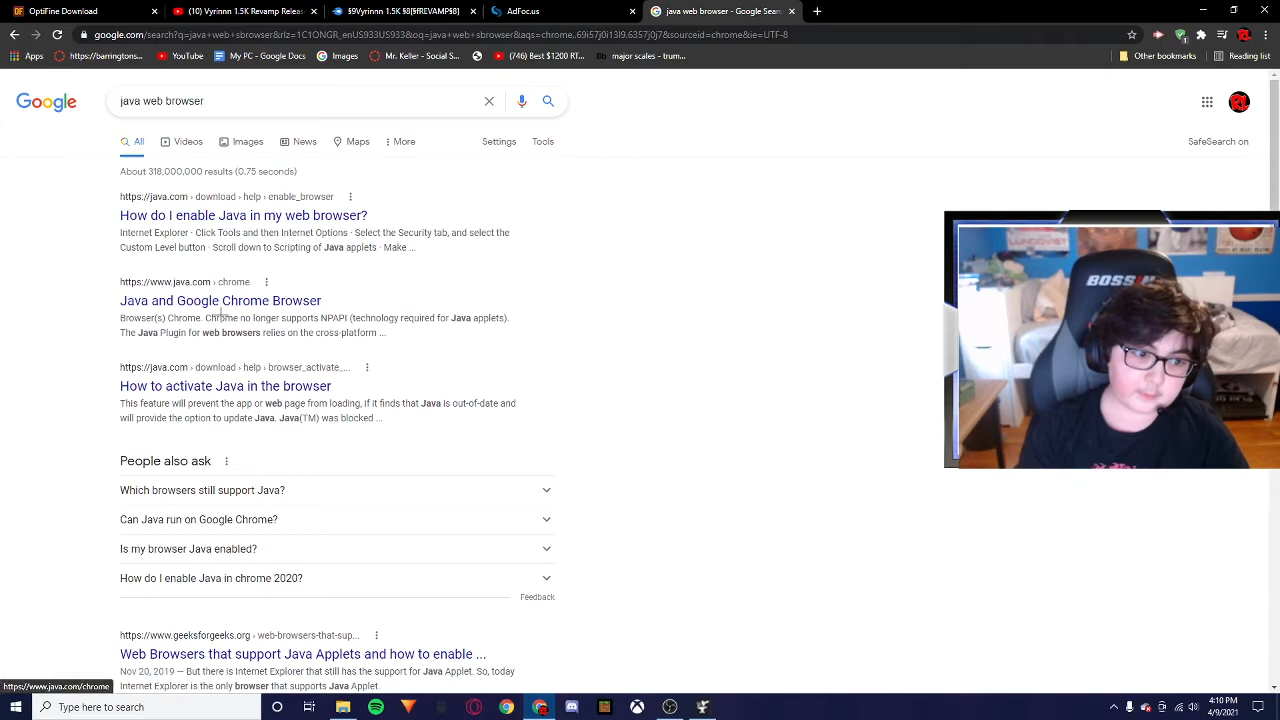 OptiFine Download
(10) Vyrinn 1.5K Revamp Release
$9Vyrinn 1.5K $8[$fREVAMP$8]
AdFoc.us
java web browser - Google Search
google.com/search?q=java+web+sbrowser&rlz=1C1ONGR_enUS933US933&oq=java+web+sbrowser&aqs=chrome..69i57j0i13l9.6357j0j7&sourceid=chrome&ie=UTF-8
Apps
https://barringtons...
YouTube
My * Google Docs
Images
Mr. Keller - Social S...
(746) Best $1200 RT...
Bb major scales - trum...
Other bookmarks
Google
java web browser
All
Videos
Images
News
Maps
More
Settings
Tools
SafeSearch on
About 318,000,000 results (0.75 seconds)
https://java.com › download › help › enable_browser
How do I enable Java in my web browser?
Internet Explorer · Click Tools and then Internet Options · Select the Security tab, and select the
Custom Level button · Scroll down to Scripting of Java applets · Make ...
https://www.java.com › chrome
Java and Google Chrome Browser
Browser(s) Chrome. Chrome no longer supports NPAPI (technology required for Java applets).
The Java Plugin for web browsers relies on the cross-platform ...
https://java.com › download › help › browser_activate_...
How to activate Java in the browser
This feature will prevent the app or web page from loading, if it finds that Java is out-of-date and
will provide the option to update Java. Java(TM) was blocked ...
People also ask
Which browsers still support Java?
Can Java run on Google Chrome?
Is my browser Java enabled?
How do I enable Java in chrome 2020?
Feedback
https://www.geeksforgeeks.org › web-browsers-that-sup...
Web Browsers that support Java Applets and how to enable ...
Nov 20, 2019 — But there is Internet Explorer that still has the support for Java Applet. So, today
Internet Explorer is the only browser that supports Java Applet.
BOSSIN
https://www.java.com/chrome
Type here to search
4:10 PM
4/9/2021